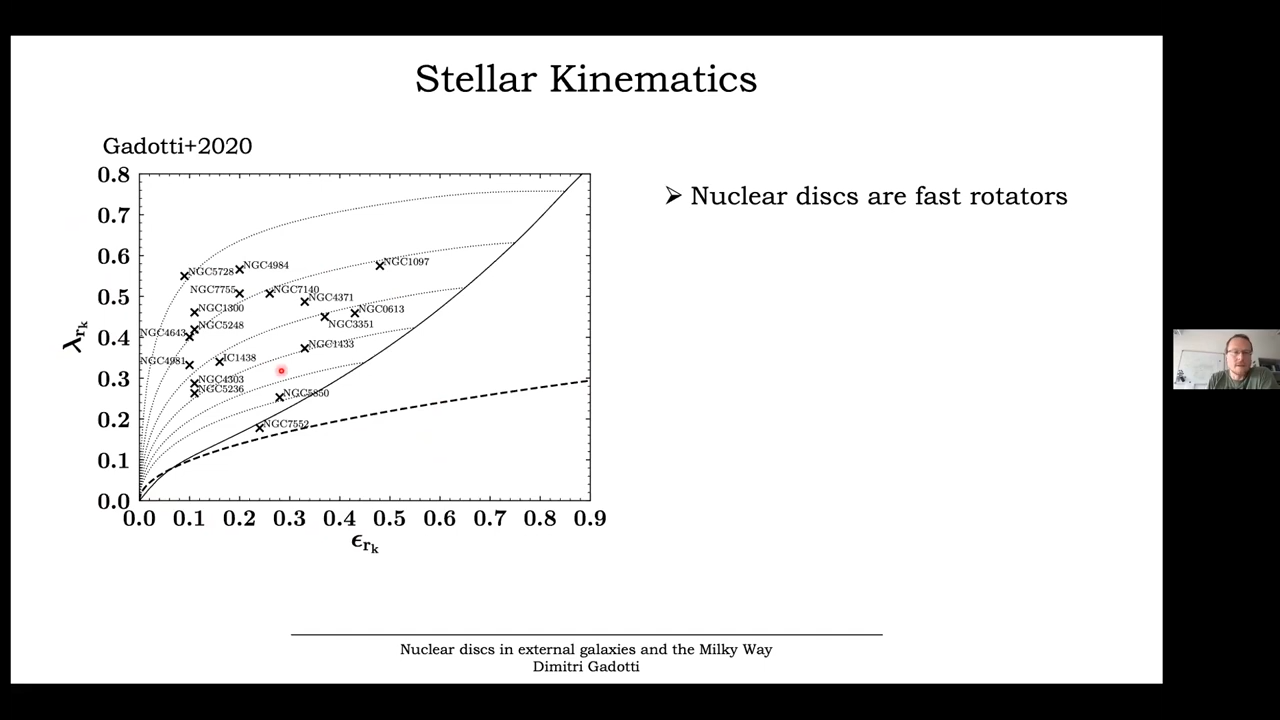 Stellar Kinematics
Gadotti+2020
➢ Nuclear discs are fast rotators
0.8
0.7
0.6
0.5
0.4
0.3
0.2
0.1
0.0
λrk
NGC5728
NGC4984
NGC1097
NGC7755
NGC7140
NGC4371
NGC1300
NGC0613
NGC5248
NGC3351
NGC4643
NGC1433
NGC4981
IC1438
NGC4303
NGC5236
NGC5850
NGC7552
0.0 0.1 0.2 0.3 0.4 0.5 0.6 0.7 0.8 0.9
ϵrk
Nuclear discs in external galaxies and the Milky Way
Dimitri Gadotti